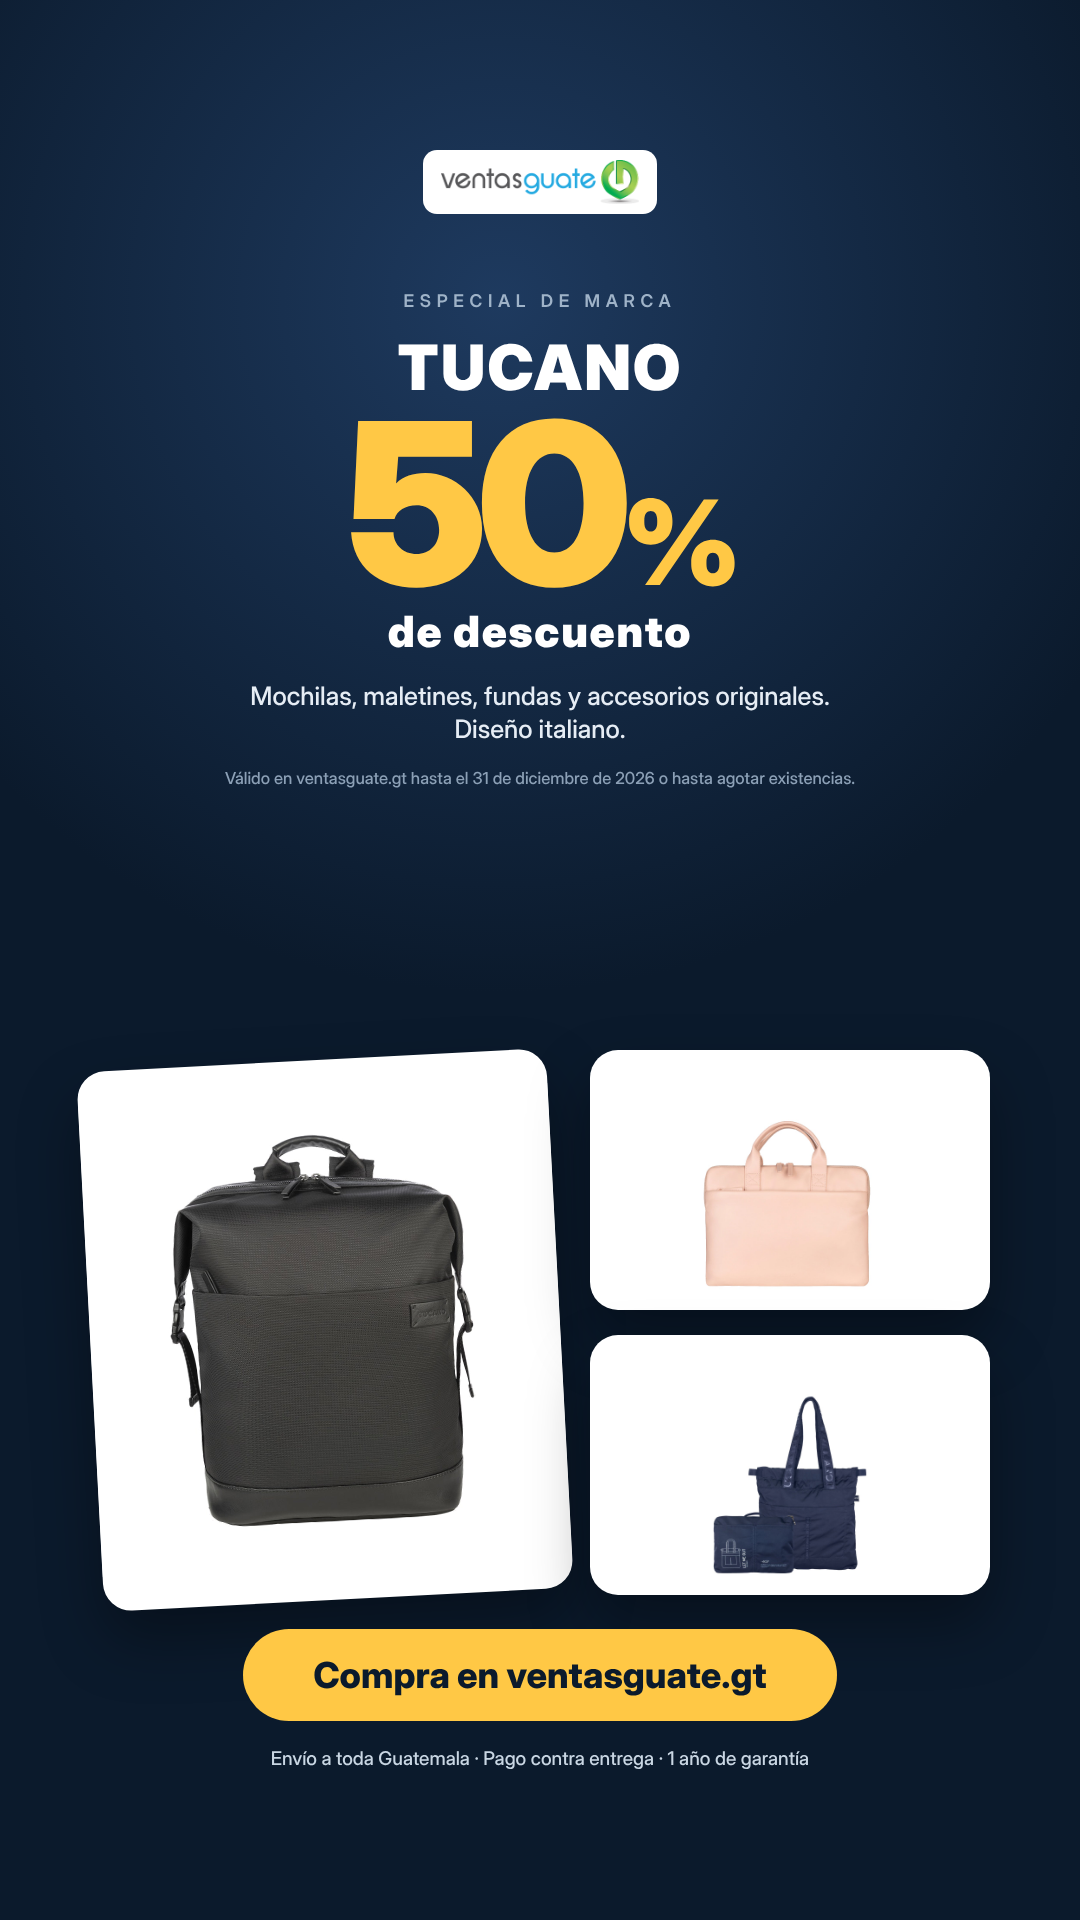 ventasguate
ESPECIAL DE MARCA
TUCANO
50%
de descuento
Mochilas, maletines, fundas y accesorios originales.
Diseño italiano.
Válido en ventasguate.gt hasta el 31 de diciembre de 2026 o hasta agotar existencias.
Compra en ventasguate.gt
Envío a toda Guatemala · Pago contra entrega · 1 año de garantía